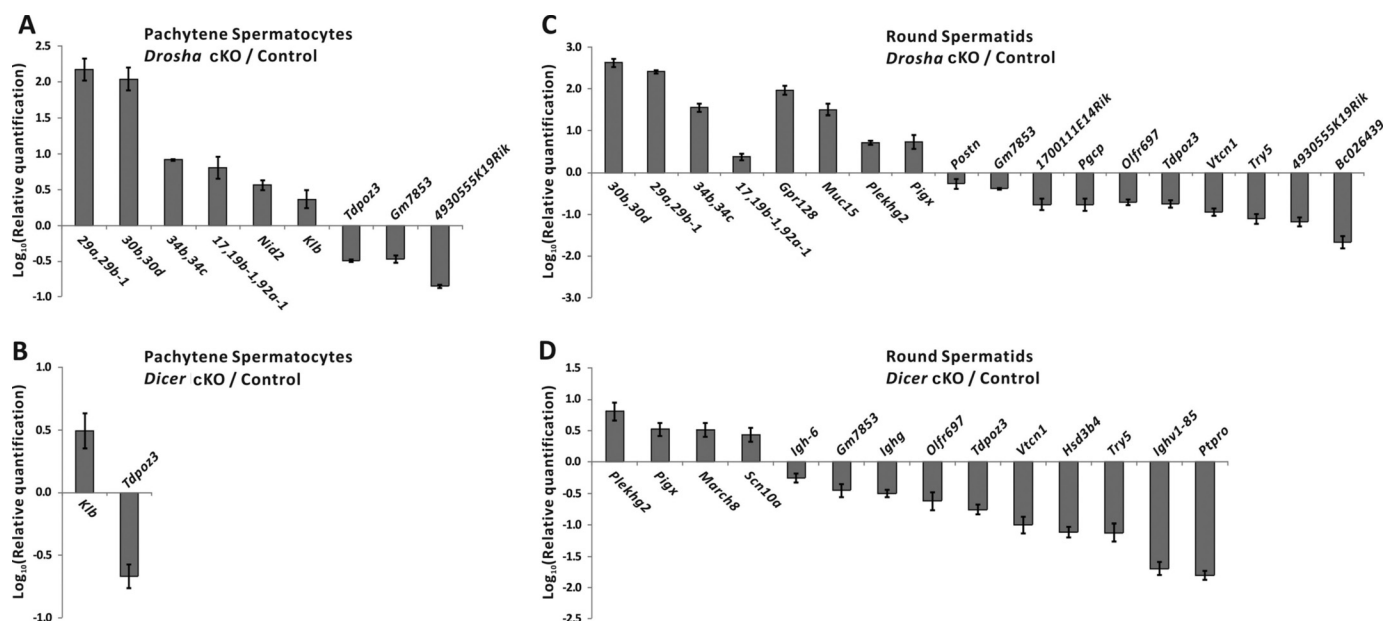 A
Pachytene Spermatocytes
Drosha cKO / Control
Log10(Relative quantification)
2.5
2.0
1.5
1.0
0.5
0.0
-0.5
-1.0
29a,29b-1
30b,30d
34b,34c
17,19b-1,92a-1
Nid2
Klb
Tdpoz3
Gm7853
4930555K19Rik
B
Pachytene Spermatocytes
Dicer cKO / Control
Log10(Relative quantification)
1.0
0.5
0.0
-0.5
-1.0
Klb
Tdpoz3
C
Round Spermatids
Drosha cKO / Control
Log10(Relative quantification)
3.0
2.0
1.0
0.0
-1.0
-2.0
-3.0
30b,30d
29a,29b-1
34b,34c
17,19b-1,92a-1
Gpr128
Muc15
Plekhg2
Pigx
Postn
Gm7853
1700111E14Rik
Pgcp
Olfr697
Tdpoz3
Vtcn1
Try5
4930555K19Rik
Bc026439
D
Round Spermatids
Dicer cKO / Control
Log10(Relative quantification)
1.5
1.0
0.5
0.0
-0.5
-1.0
-1.5
-2.0
-2.5
Plekhg2
Pigx
March8
Scn10a
Igh-6
Gm7853
Ighg
Olfr697
Tdpoz3
Vtcn1
Hsd3b4
Try5
Ighv1-85
Ptpro